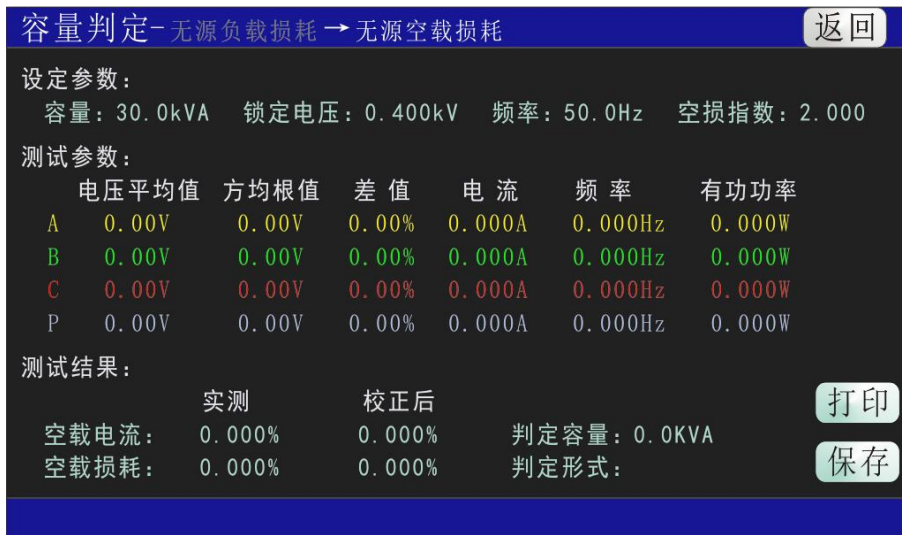 容量判定-无源负载损耗→无源空载损耗 返回
设定参数:
容量: 30.0kVA 锁定电压: 0.400kV 频率: 50.0Hz 空损指数: 2.000
测试参数:
电压平均值 方均根值 差 值 电 流 频 率 有功功率
A 0.00V 0.00V 0.00% 0.000A 0.000Hz 0.000W
B 0.00V 0.00V 0.00% 0.000A 0.000Hz 0.000W
C 0.00V 0.00V 0.00% 0.000A 0.000Hz 0.000W
P 0.00V 0.00V 0.00% 0.000A 0.000Hz 0.000W
测试结果:
实测 校正后 打印
空载电流: 0.000% 0.000% 判定容量: 0.0KVA
空载损耗: 0.000% 0.000% 判定形式: 保存